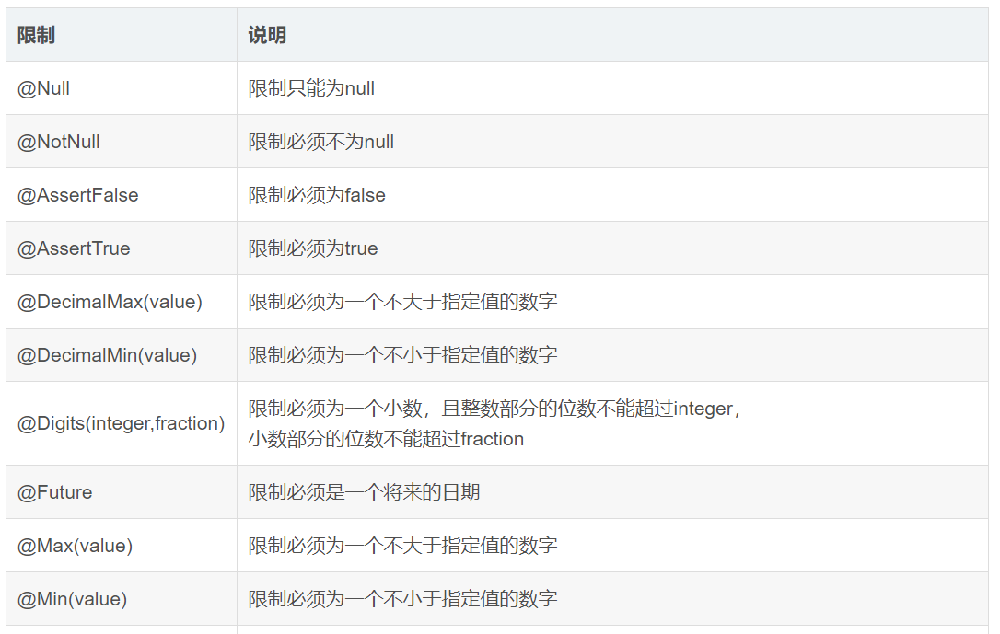 限制 说明
@Null 限制只能为null
@NotNull 限制必须不为null
@AssertFalse 限制必须为false
@AssertTrue 限制必须为true
@DecimalMax(value) 限制必须为一个不大于指定值的数字
@DecimalMin(value) 限制必须为一个不小于指定值的数字
@Digits(integer,fraction) 限制必须为一个小数，且整数部分的位数不能超过integer，
小数部分的位数不能超过fraction
@Future 限制必须是一个将来的日期
@Max(value) 限制必须为一个不大于指定值的数字
@Min(value) 限制必须为一个不小于指定值的数字